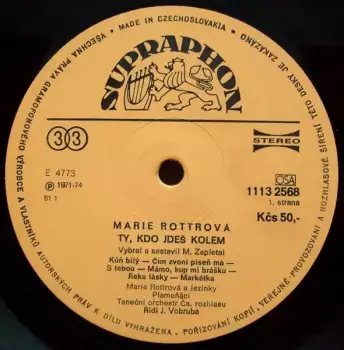 MADE IN CZECHOSLOVAKIA
VŠECHNA PRÁVA GRAMOFONOVÉHO VÝROBCE A VLASTNÍKŮ AUTORSKÝCH PRÁV K DÍLU VYHRAŽENA. POŘIZOVÁNÍ KOPIÍ, VEŘEJNÉ PROVOZOVÁNÍ A ROZHLASOVÉ ŠÍŘENÍ TÉTO DESKY JE ZAKÁZÁNO
SUPRAPHON
33
STEREO
E 4773
OSA
℗ 1971-74
1113 2568
S1 1
1. strana
Kčs 50,-
MARIE ROTTROVÁ
TY, KDO JDEŠ KOLEM
Vybral a sestavil M. Zapletal
Kůň bílý — Čím zvoní píseň má —
S tebou — Mámo, kup mi brášku —
Řeka lásky — Markétka
Marie Rottrová a Jezinky
Plameňáci
Taneční orchestr Čs. rozhlasu
Řídí J. Vobruba